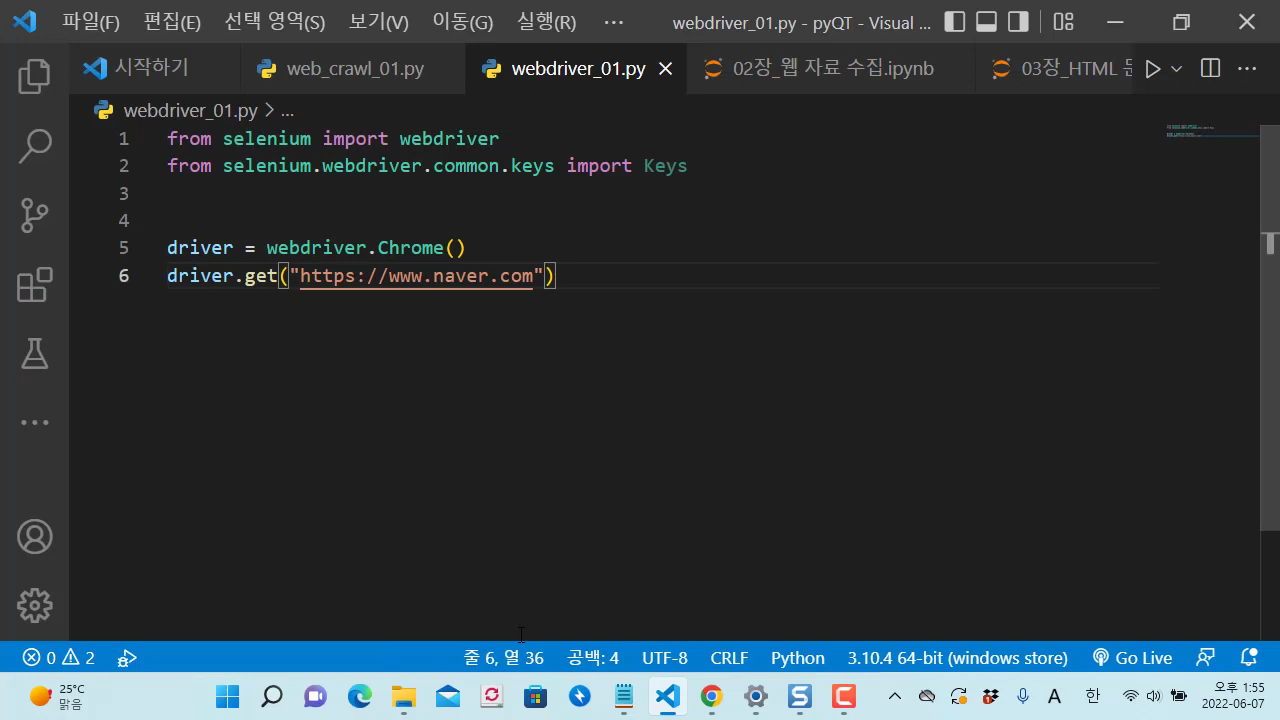 파일(F) 편집(E) 선택 영역(S) 보기(V) 이동(G) 실행(R) ··· webdriver_01.py - pyQT - Visual ...
시작하기 web_crawl_01.py webdriver_01.py 02장_웹 자료 수집.ipynb 03장_HTML
webdriver_01.py > ...
1 from selenium import webdriver
2 from selenium.webdriver.common.keys import Keys
3
4
5 driver = webdriver.Chrome()
6 driver.get("https://www.naver.com")
0 2 줄 6, 열 36 공백: 4 UTF-8 CRLF Python 3.10.4 64-bit (windows store) Go Live
25°C 맑음 A 한 오후 1:55
2022-06-07